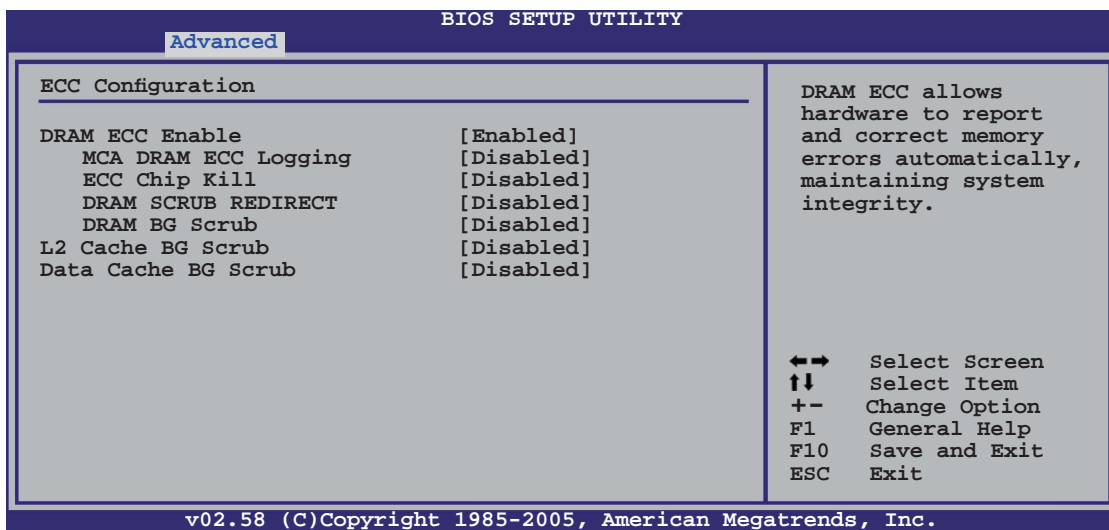 BIOS SETUP UTILITY
Advanced
ECC Configuration
DRAM ECC Enable [Enabled]
MCA DRAM ECC Logging [Disabled]
ECC Chip Kill [Disabled]
DRAM SCRUB REDIRECT [Disabled]
DRAM BG Scrub [Disabled]
L2 Cache BG Scrub [Disabled]
Data Cache BG Scrub [Disabled]
DRAM ECC allows
hardware to report
and correct memory
errors automatically,
maintaining system
integrity.
←→ Select Screen
↑↓ Select Item
+- Change Option
F1 General Help
F10 Save and Exit
ESC Exit
v02.58 (C)Copyright 1985-2005, American Megatrends, Inc.